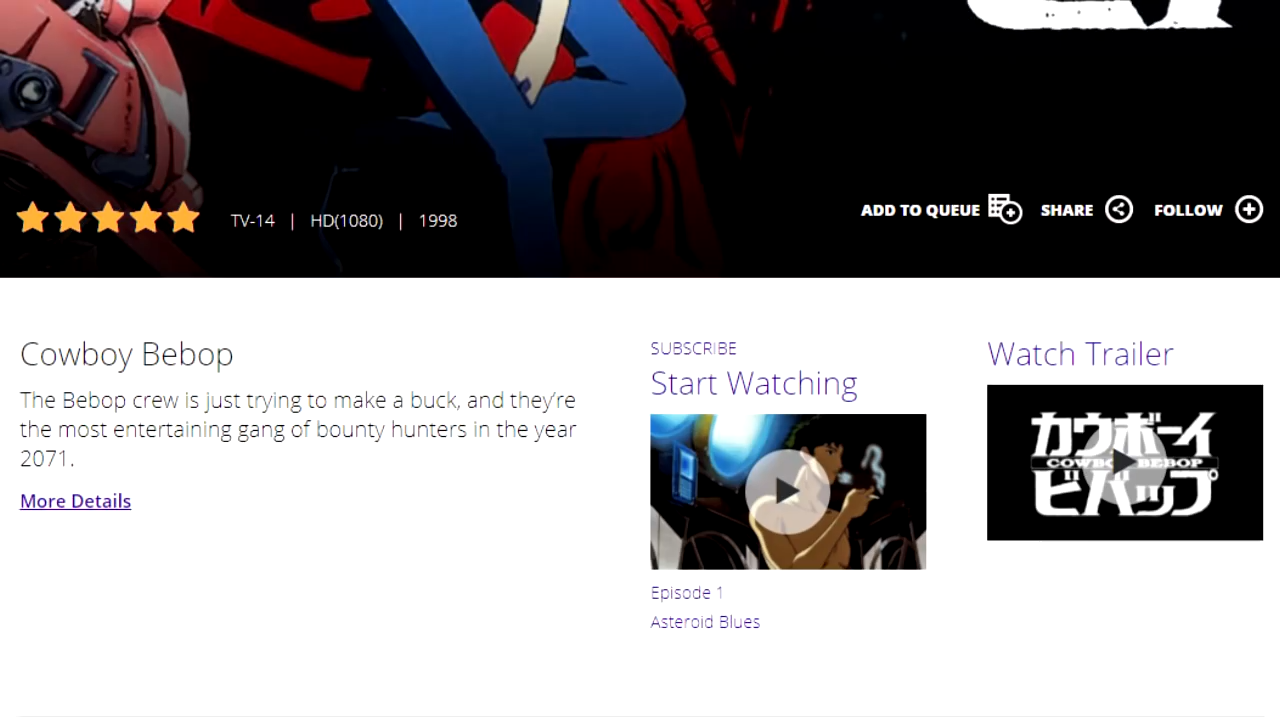 TV-14 | HD(1080) | 1998
ADD TO QUEUE SHARE FOLLOW
Cowboy Bebop
The Bebop crew is just trying to make a buck, and they're
the most entertaining gang of bounty hunters in the year
2071.
More Details
SUBSCRIBE
Start Watching
Episode 1
Asteroid Blues
Watch Trailer
カウボーイ
COWBOY BEBOP
ビバップ